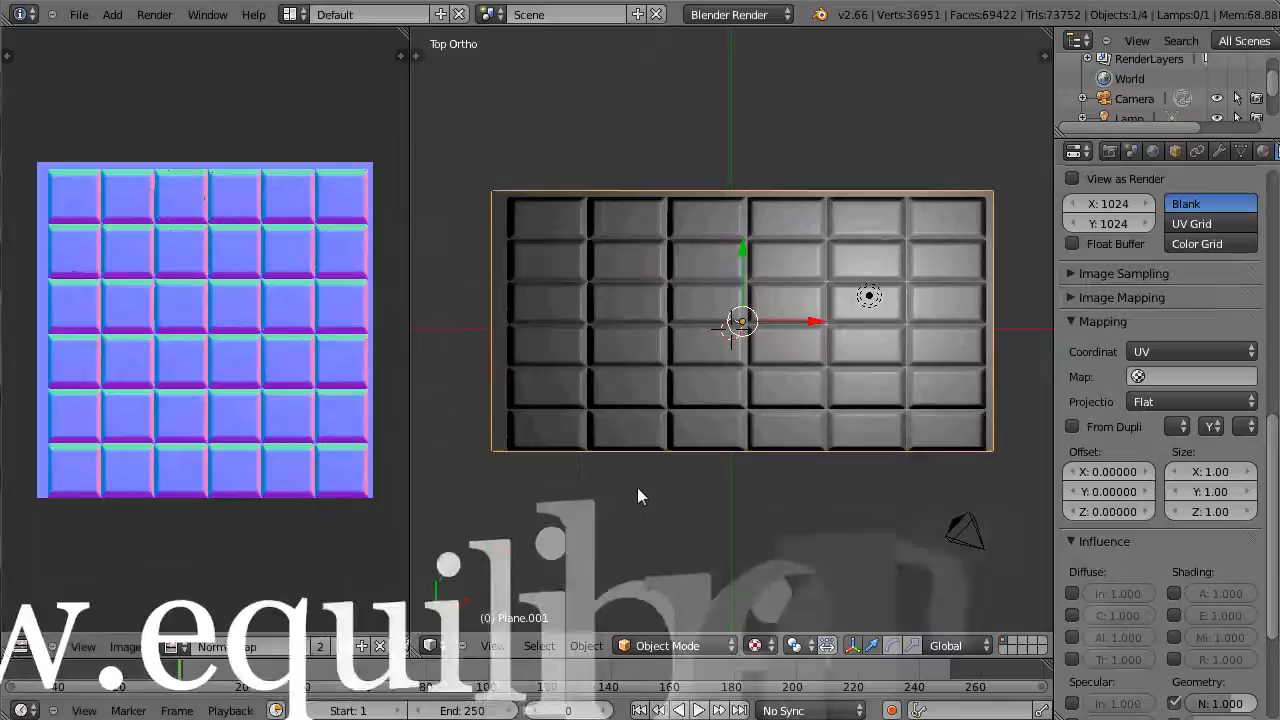 File Add Render Window Help Default Scene Blender Render v2.66 | Verts:36951 | Faces:69422 | Tris:73752 | Objects:1/4 | Lamps:0/1 | Mem:68.88
Top Ortho
View Search All Scenes
RenderLayers
World
Camera
Lamp
View as Render
X: 1024 Blank
Y: 1024 UV Grid
Float Buffer Color Grid
Image Sampling
Image Mapping
Mapping
Coordinat UV
Map:
Projectio Flat
From Dupli Y
Offset: Size:
X: 0.00000 X: 1.00
Y: 0.00000 Y: 1.00
Z: 0.00000 Z: 1.00
Influence
Diffuse: Shading:
In: 1.000 A: 1.000
C: 1.000 E: 1.000
Al: 1.000 Mi: 1.000
Tr: 1.000 R: 1.000
Specular: Geometry:
In: 1.000 N: 1.000
(0) Plane.001
w.equilibr
View Image 2 View Select Object Object Mode Global
40 100 120 140 160 180 200 220 240 260
View Marker Frame Playback Start: 1 End: 250 0 No Sync